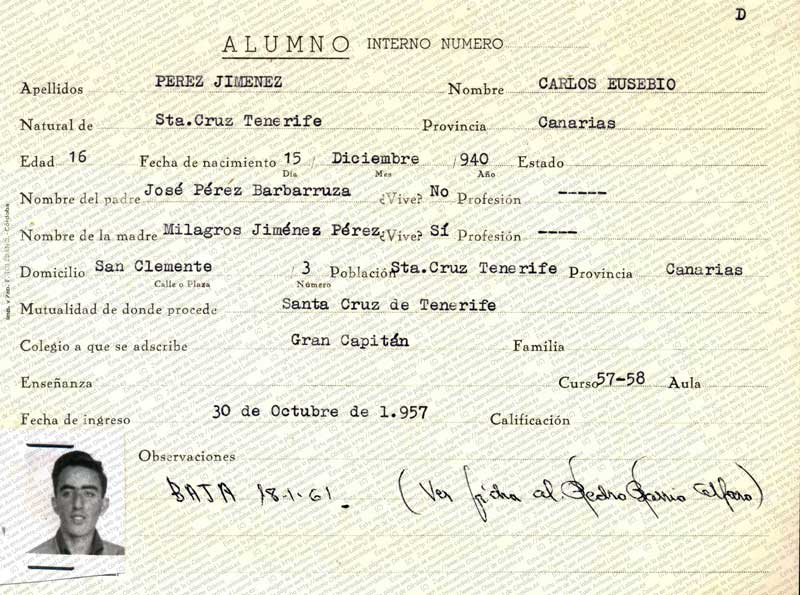 D
ALUMNO INTERNO NUMERO
Apellidos PEREZ JIMENEZ Nombre CARLOS EUSEBIO
Natural de Sta.Cruz Tenerife Provincia Canarias
Edad 16 Fecha de nacimiento 15 / Diciembre /940 Estado
Día Mes Año
Nombre del padre José Pérez Barbarruza ¿Vive? No Profesión -----
Nombre de la madre Milagros Jiménez Pérez ¿Vive? Sí Profesión ----
Domicilio San Clemente / 3 Población Sta.Cruz Tenerife Provincia Canarias
Calle o Plaza Número
Mutualidad de donde procede Santa Cruz de Tenerife
Colegio a que se adscribe Gran Capitán Familia
Enseñanza Curso 57-58 Aula
Fecha de ingreso 30 de Octubre de 1.957 Calificación
Observaciones
BATA 18-1-61. (Ver ficha al. Pedro Barrio Alfaro)